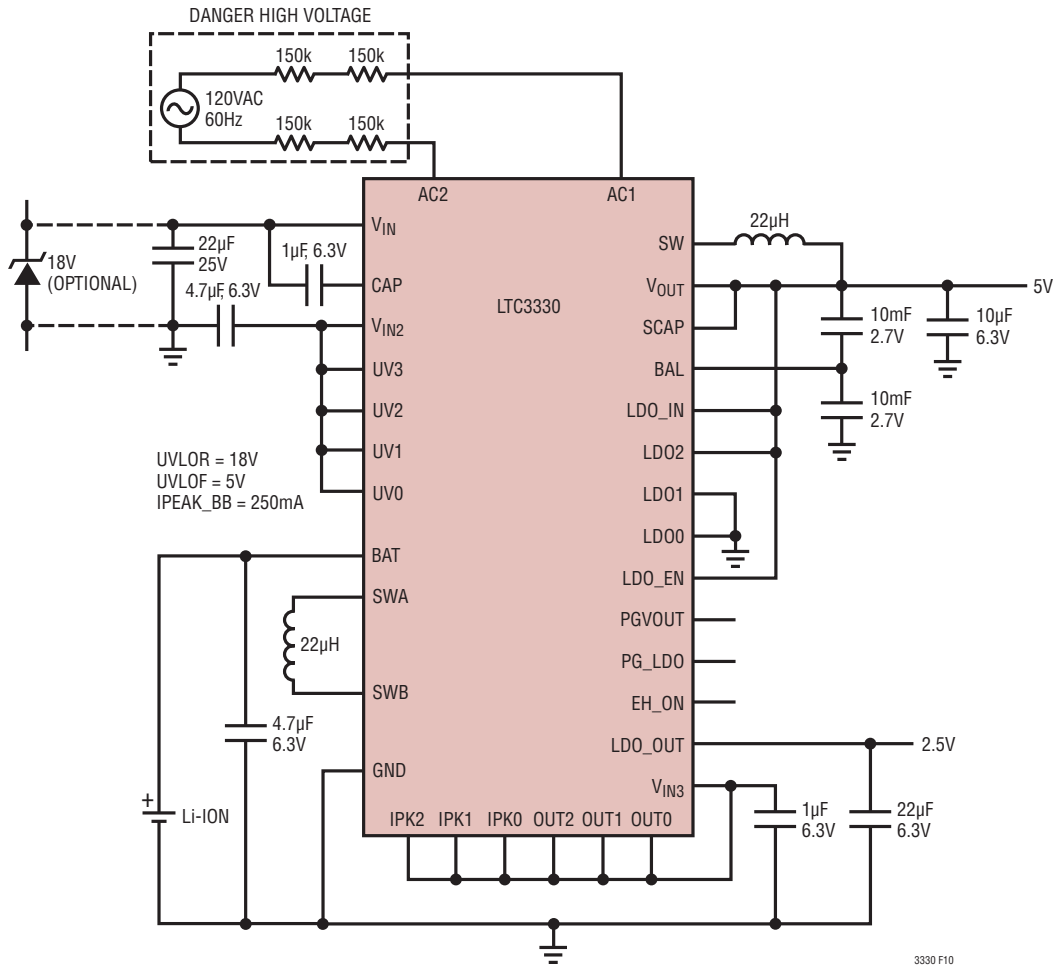 DANGER HIGH VOLTAGE
150k 150k
120VAC
60Hz
150k 150k
AC2 AC1
VIN
22µF
25V
1µF, 6.3V
18V
(OPTIONAL)
CAP
4.7µF, 6.3V
VIN2
UV3
UV2
UV1
UV0
UVLOR = 18V
UVLOF = 5V
IPEAK_BB = 250mA
BAT
SWA
22µH
SWB
4.7µF
6.3V
GND
+
Li-ION
LTC3330
IPK2 IPK1 IPK0 OUT2 OUT1 OUT0
22µH
SW
VOUT
5V
SCAP
10mF
2.7V
10µF
6.3V
BAL
10mF
2.7V
LDO_IN
LDO2
LDO1
LDO0
LDO_EN
PGVOUT
PG_LDO
EH_ON
LDO_OUT
2.5V
VIN3
1µF
6.3V
22µF
6.3V
3330 F10